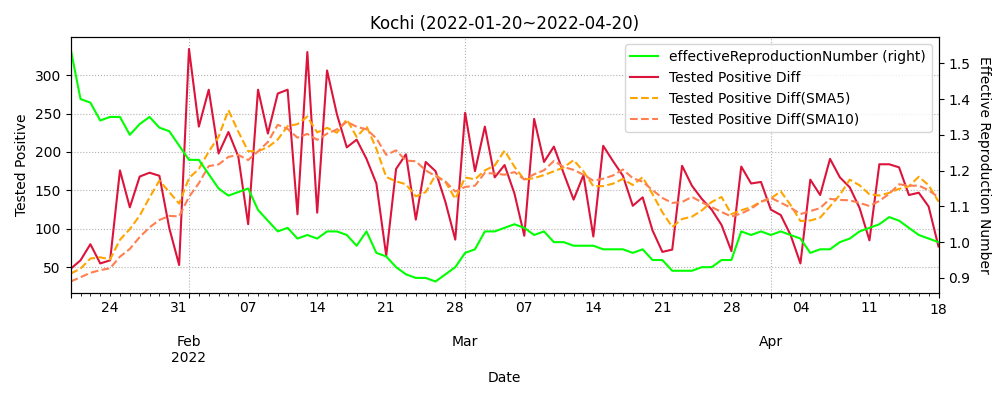 Kochi (2022-01-20~2022-04-20)
effectiveReproductionNumber (right)
Tested Positive Diff
Tested Positive Diff(SMA5)
Tested Positive Diff(SMA10)
Tested Positive
300
250
200
150
100
50
1.5
1.4
1.3
1.2
1.1
1.0
0.9
Effective Reproduction Number
24 31 07 14 21 28 07 14 21 28 04 11 18
Feb Mar Apr
2022
Date